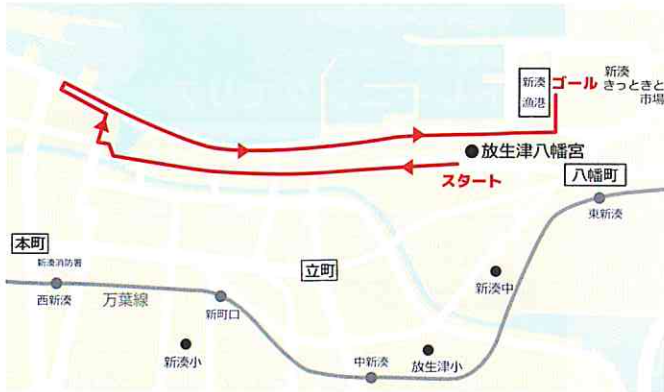 新湊
漁港
ゴール
新湊
きっときと
市場
放生津八幡宮
スタート
八幡町
東新湊
本町
新湊消防署
西新湊
万葉線
立町
新町口
新湊中
新湊小
中新湊
放生津小